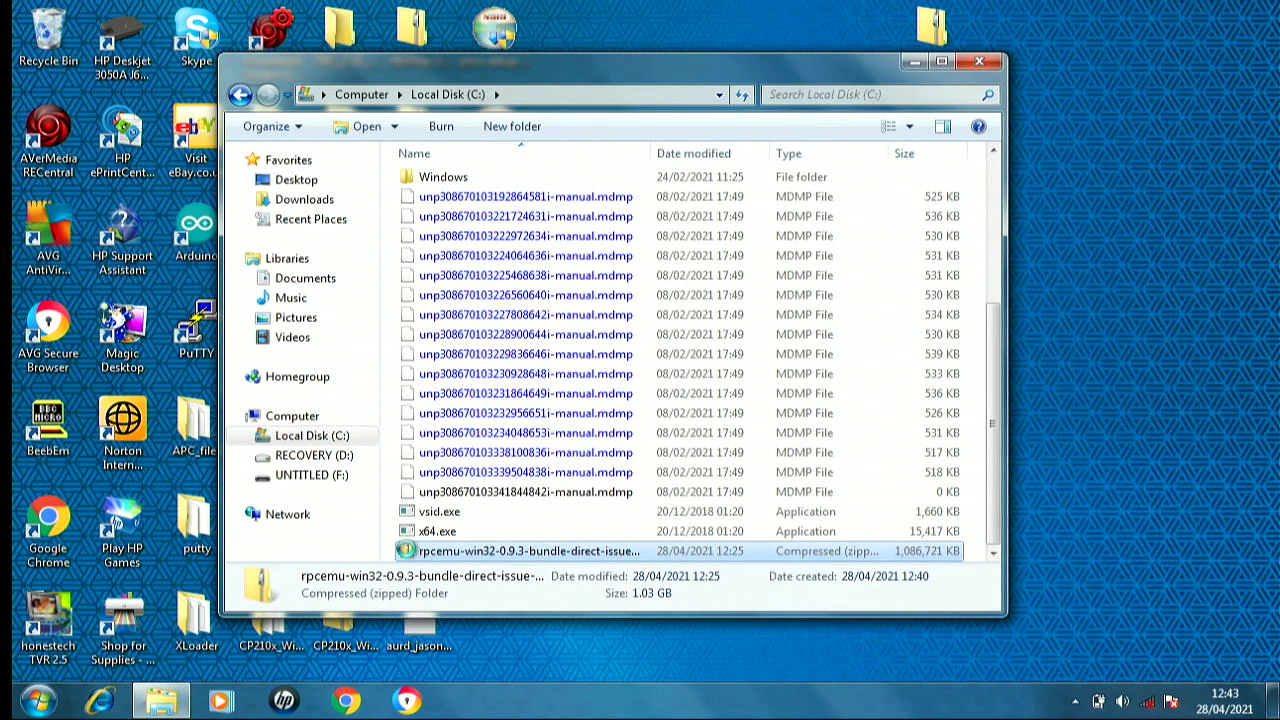 Recycle Bin
HP Deskjet
3050A J6...
Skype
Computer
Local Disk (C:)
Search Local Disk (C:)
Organize
Open
Burn
New folder
AVerMedia
RECentral
HP
ePrintCent...
Visit
eBay.co.u
AVG
AntiVir...
HP Support
Assistant
Arduino
AVG Secure
Browser
Magic
Desktop
PuTTY
BBC
MICRO
BeebEm
Norton
Intern...
APC_file
Google
Chrome
Play HP
Games
putty
honestech
TVR 2.5
Shop for
Supplies - ...
XLoader
CP210x_Wi...
CP210x_Wi...
aurd_jason...
Favorites
Desktop
Downloads
Recent Places
Libraries
Documents
Music
Pictures
Videos
Homegroup
Computer
Local Disk (C:)
RECOVERY (D:)
UNTITLED (F:)
Network
Name Date modified Type Size
Windows 24/02/2021 11:25 File folder
unp308670103192864581i-manual.mdmp 08/02/2021 17:49 MDMP File 525 KB
unp308670103221724631i-manual.mdmp 08/02/2021 17:49 MDMP File 536 KB
unp308670103222972634i-manual.mdmp 08/02/2021 17:49 MDMP File 530 KB
unp308670103224064636i-manual.mdmp 08/02/2021 17:49 MDMP File 531 KB
unp308670103225468638i-manual.mdmp 08/02/2021 17:49 MDMP File 531 KB
unp308670103226560640i-manual.mdmp 08/02/2021 17:49 MDMP File 530 KB
unp308670103227808642i-manual.mdmp 08/02/2021 17:49 MDMP File 534 KB
unp308670103228900644i-manual.mdmp 08/02/2021 17:49 MDMP File 530 KB
unp308670103229836646i-manual.mdmp 08/02/2021 17:49 MDMP File 539 KB
unp308670103230928648i-manual.mdmp 08/02/2021 17:49 MDMP File 533 KB
unp308670103231864649i-manual.mdmp 08/02/2021 17:49 MDMP File 536 KB
unp308670103232956651i-manual.mdmp 08/02/2021 17:49 MDMP File 526 KB
unp308670103234048653i-manual.mdmp 08/02/2021 17:49 MDMP File 531 KB
unp308670103338100836i-manual.mdmp 08/02/2021 17:49 MDMP File 517 KB
unp308670103339504838i-manual.mdmp 08/02/2021 17:49 MDMP File 518 KB
unp308670103341844842i-manual.mdmp 08/02/2021 17:49 MDMP File 0 KB
vsid.exe 20/12/2018 01:20 Application 1,660 KB
x64.exe 20/12/2018 01:20 Application 15,417 KB
rpcemu-win32-0.9.3-bundle-direct-issue... 28/04/2021 12:25 Compressed (zipp... 1,086,721 KB
rpcemu-win32-0.9.3-bundle-direct-issue-... Date modified: 28/04/2021 12:25 Date created: 28/04/2021 12:40
Compressed (zipped) Folder Size: 1.03 GB
12:43
28/04/2021